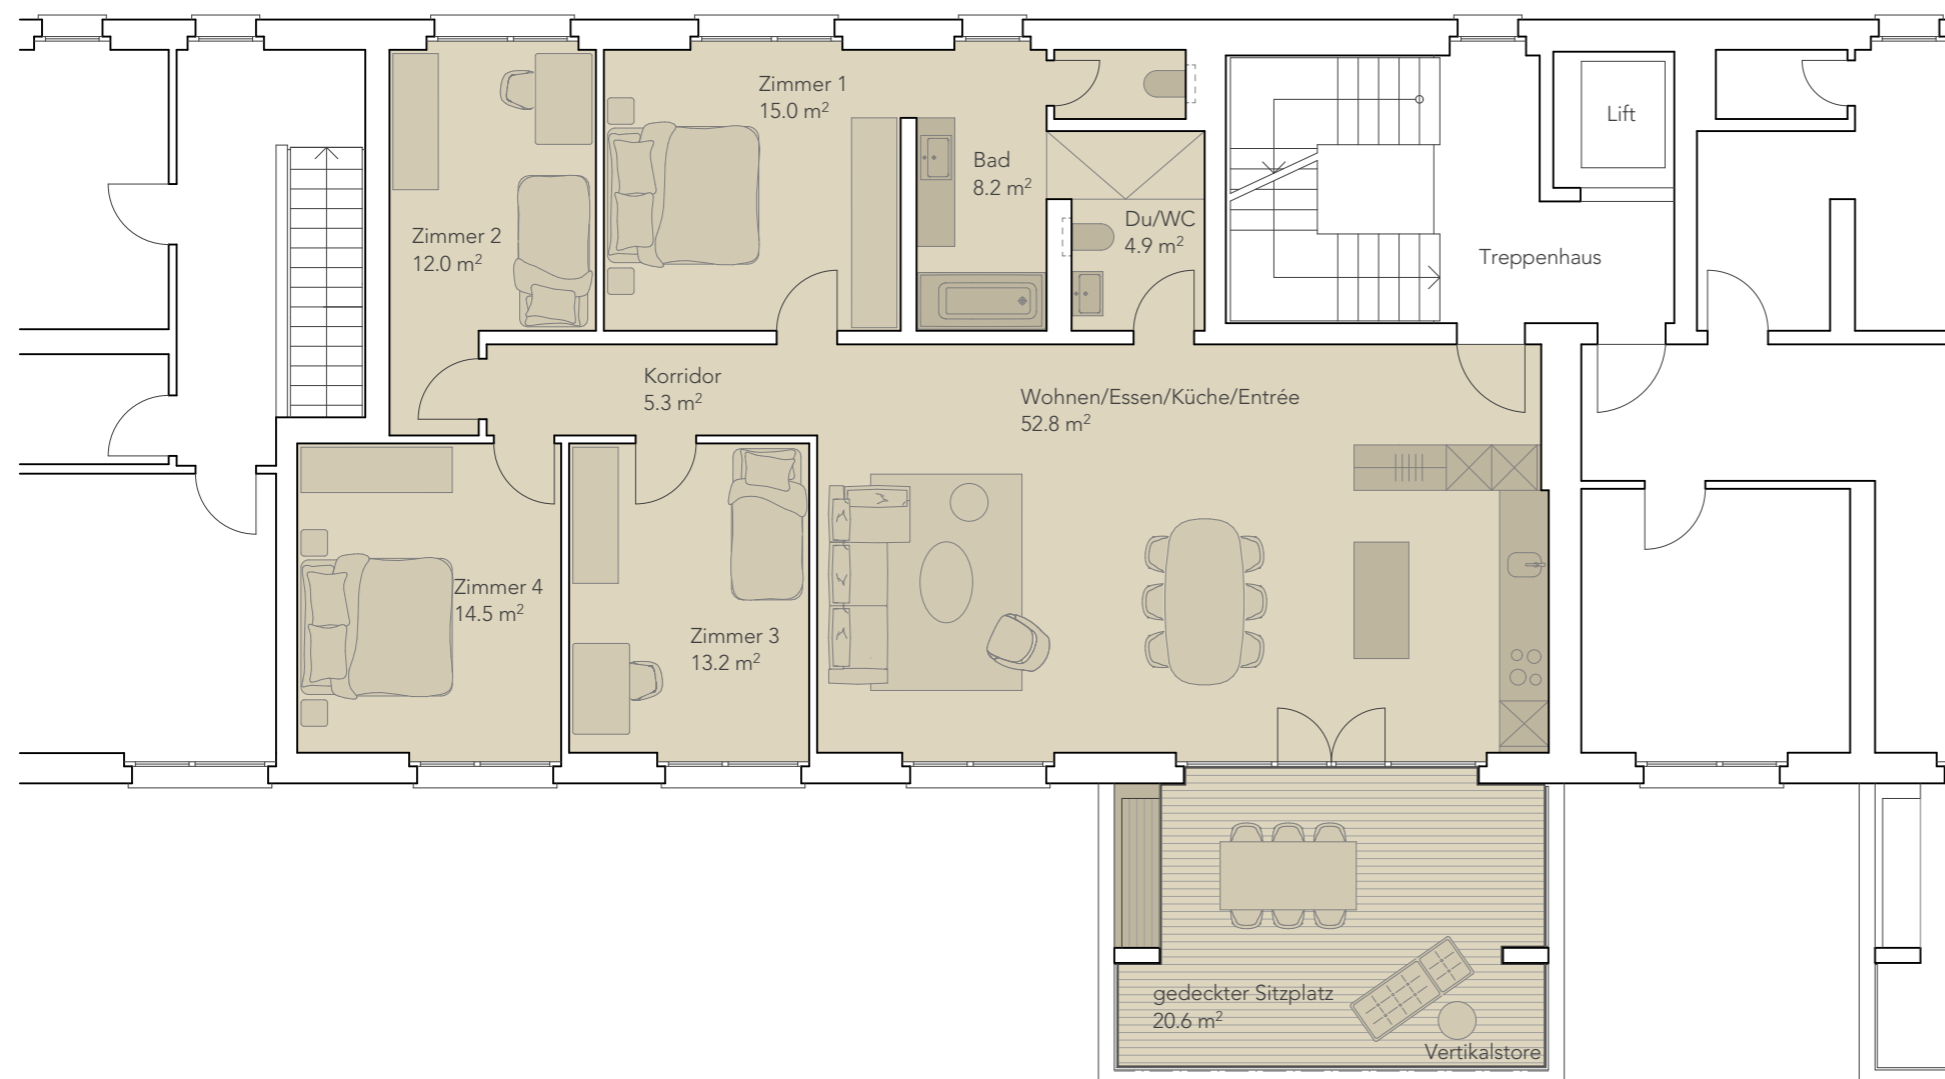 Zimmer 1
15.0 m²
Lift
Bad
8.2 m²
Du/WC
4.9 m²
Zimmer 2
12.0 m²
Treppenhaus
Korridor
5.3 m²
Wohnen/Essen/Küche/Entrée
52.8 m²
Zimmer 4
14.5 m²
Zimmer 3
13.2 m²
gedeckter Sitzplatz
20.6 m²
Vertikalstore